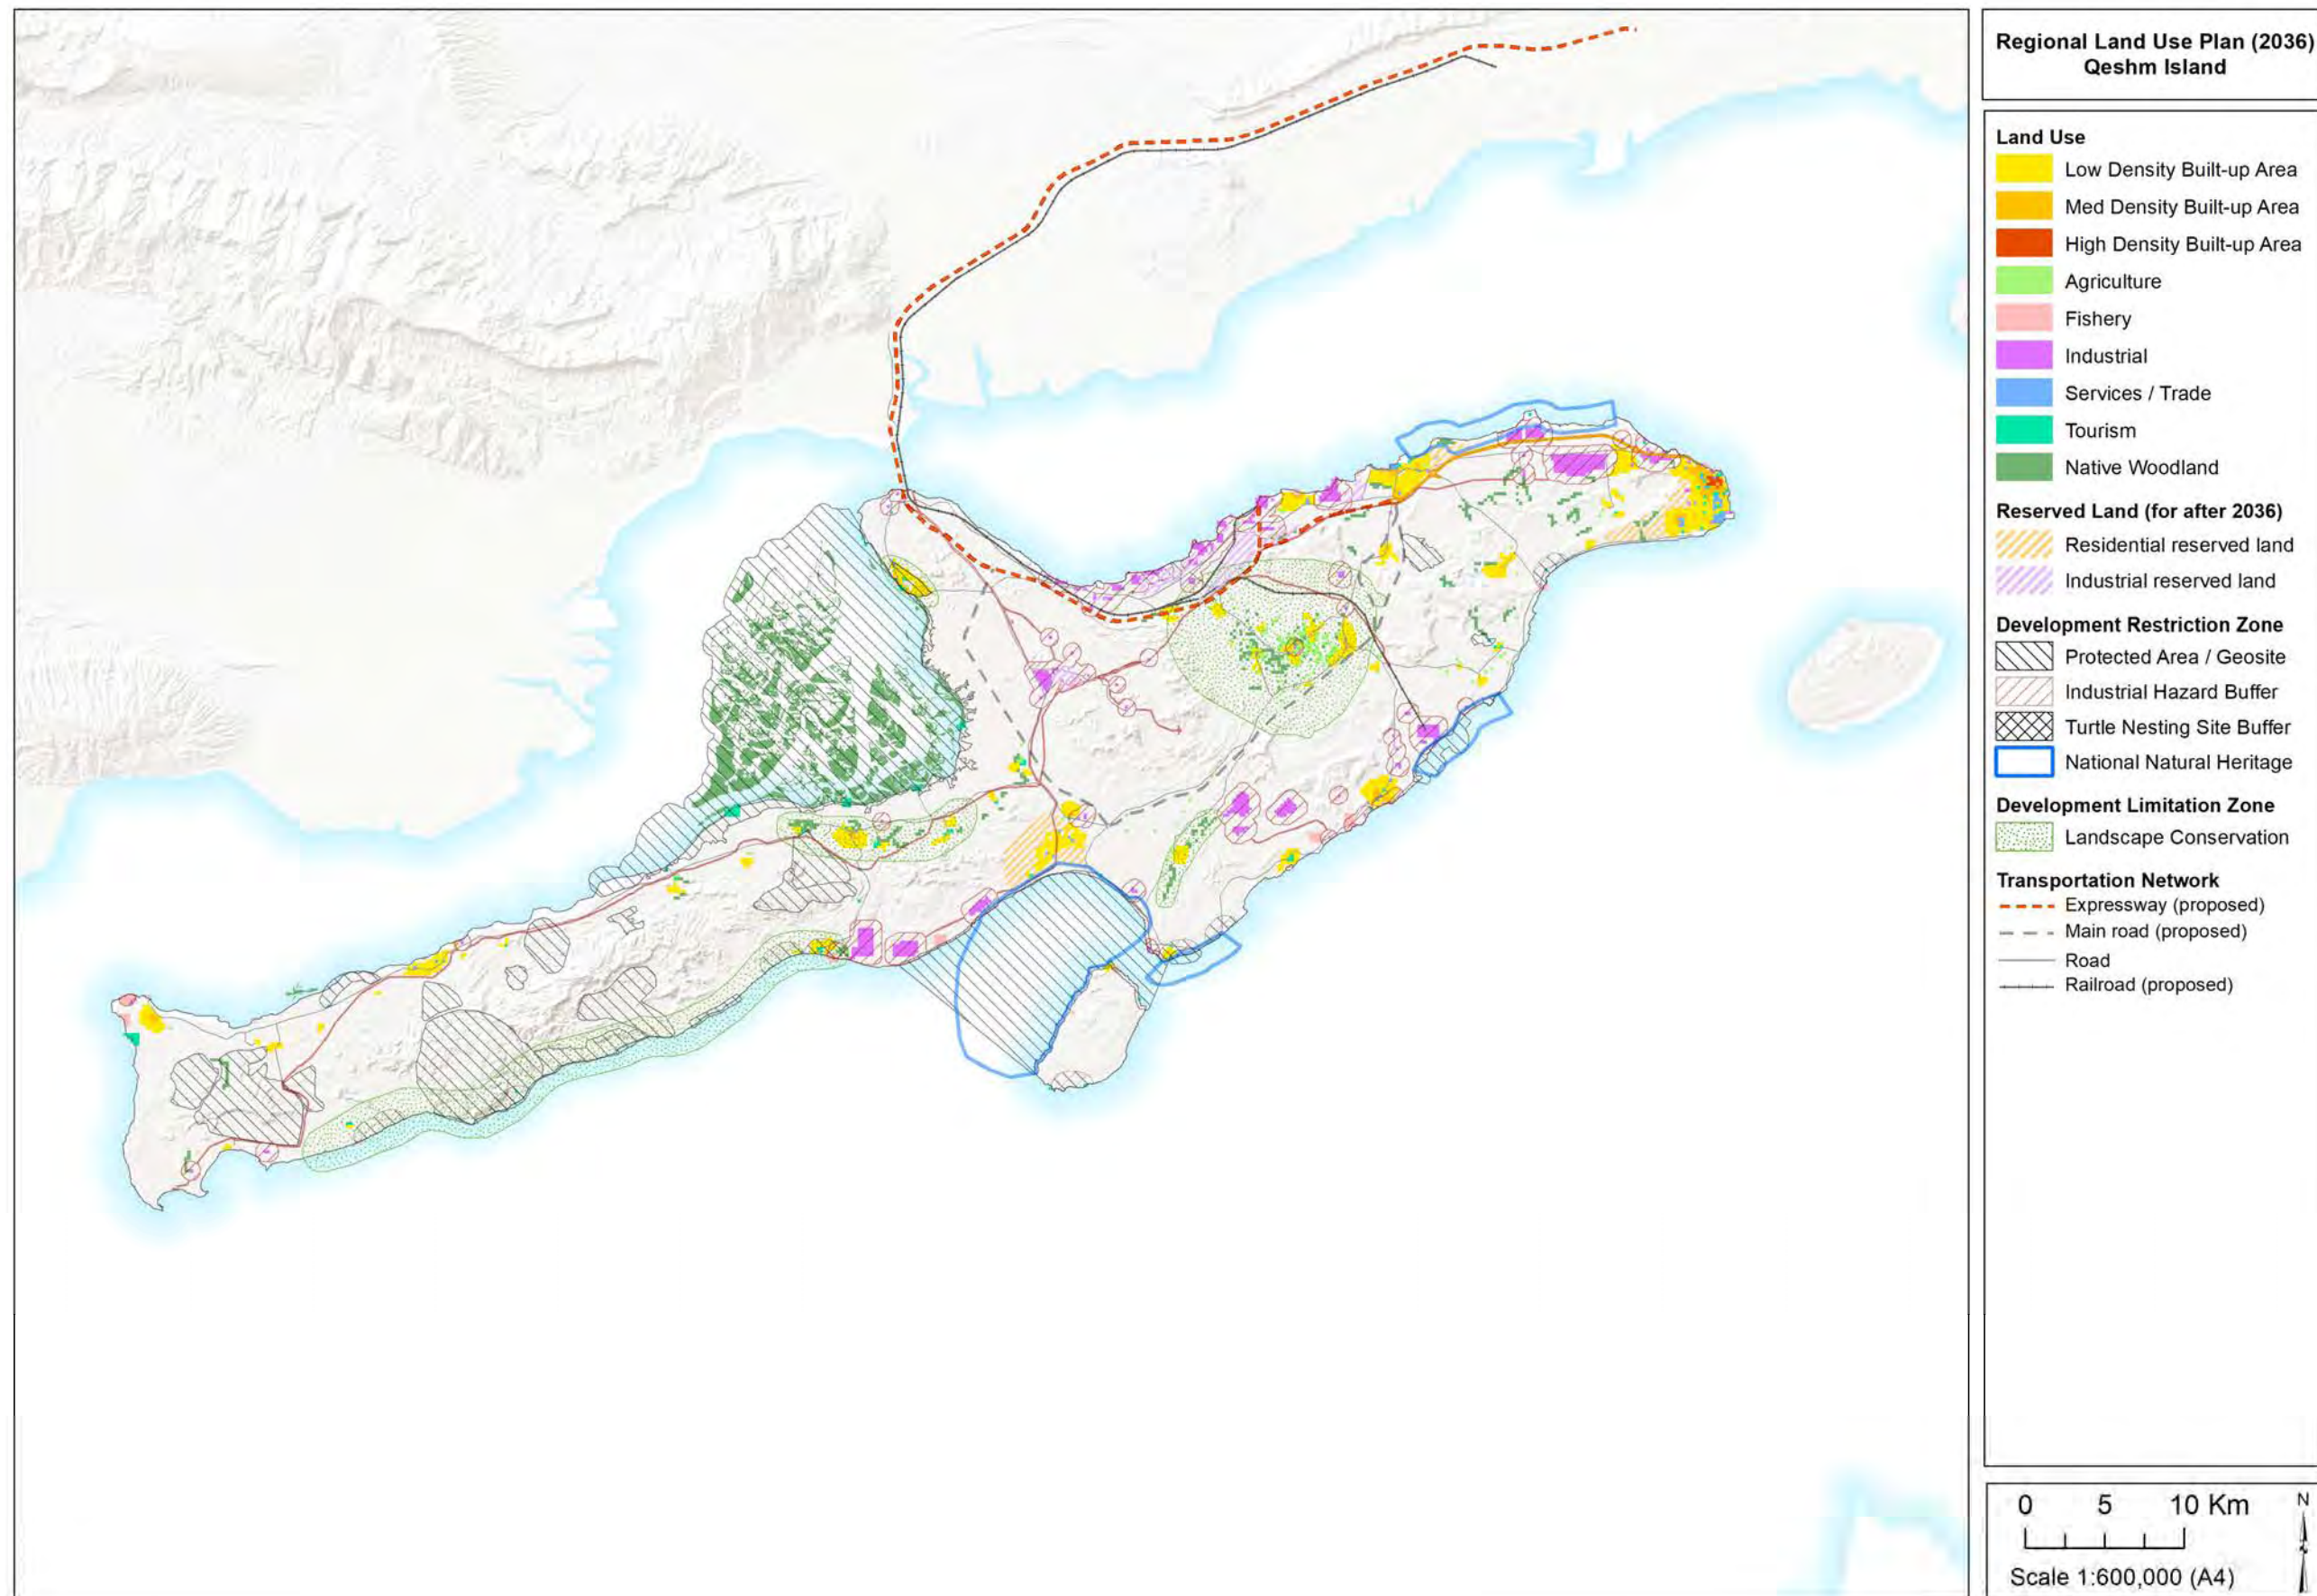 Regional Land Use Plan (2036)
Qeshm Island
Land Use
Low Density Built-up Area
Med Density Built-up Area
High Density Built-up Area
Agriculture
Fishery
Industrial
Services / Trade
Tourism
Native Woodland
Reserved Land (for after 2036)
Residential reserved land
Industrial reserved land
Development Restriction Zone
Protected Area / Geosite
Industrial Hazard Buffer
Turtle Nesting Site Buffer
National Natural Heritage
Development Limitation Zone
Landscape Conservation
Transportation Network
Expressway (proposed)
Main road (proposed)
Road
Railroad (proposed)
0 5 10 Km
N
Scale 1:600,000 (A4)